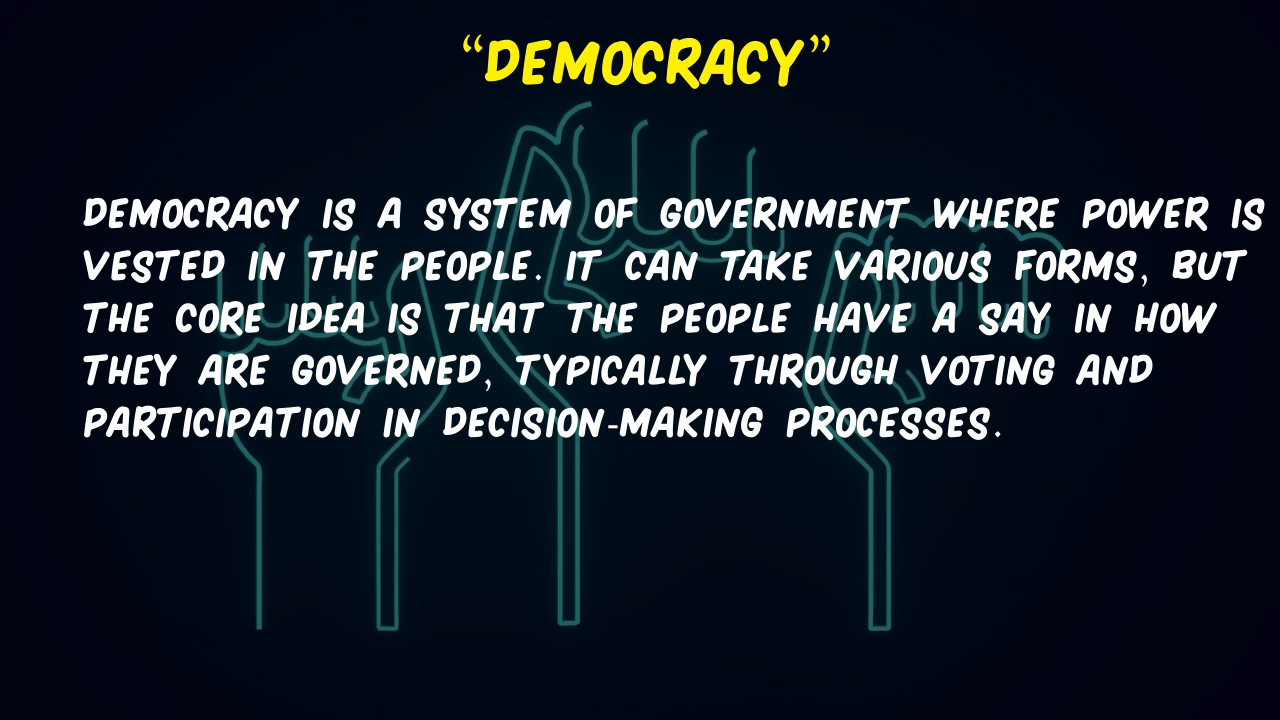 “DEMOCRACY”
DEMOCRACY IS A SYSTEM OF GOVERNMENT WHERE POWER IS
VESTED IN THE PEOPLE. IT CAN TAKE VARIOUS FORMS, BUT
THE CORE IDEA IS THAT THE PEOPLE HAVE A SAY IN HOW
THEY ARE GOVERNED, TYPICALLY THROUGH VOTING AND
PARTICIPATION IN DECISION-MAKING PROCESSES.